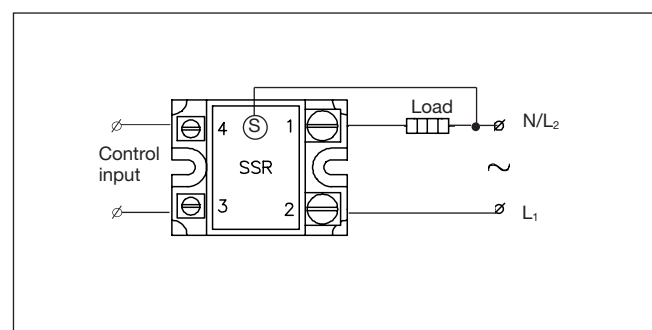 Load
N/L₂
4 S 1
Control
input
SSR
~
3 2
L₁